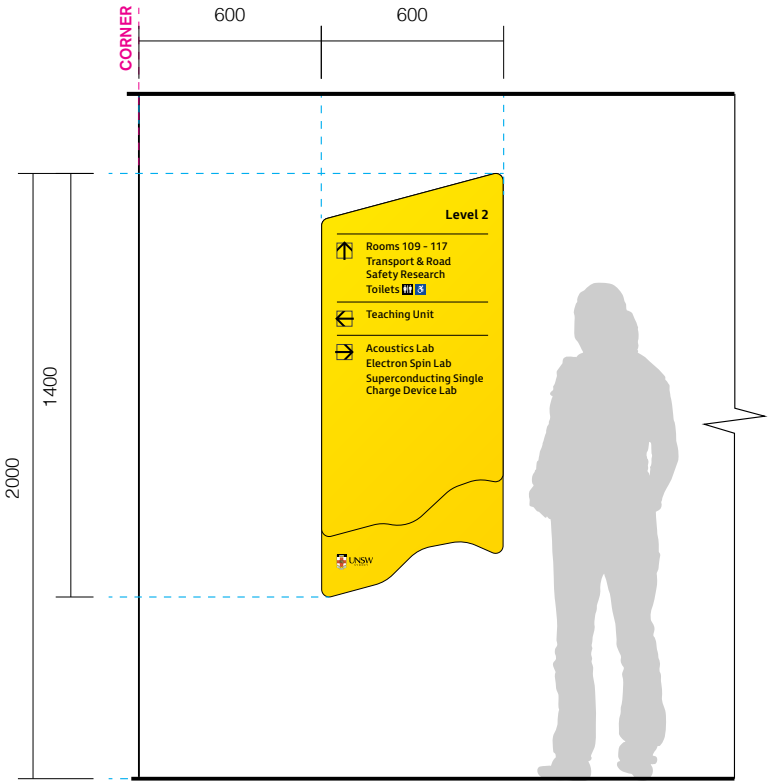 CORNER
600
600
1400
2000
Level 2
Rooms 109 - 117
Transport & Road
Safety Research
Toilets
Teaching Unit
Acoustics Lab
Electron Spin Lab
Superconducting Single
Charge Device Lab
UNSW